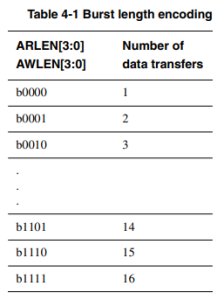 Table 4-1 Burst length encoding
ARLEN[3:0] Number of
AWLEN[3:0] data transfers
b0000 1
b0001 2
b0010 3
.
.
.
b1101 14
b1110 15
b1111 16